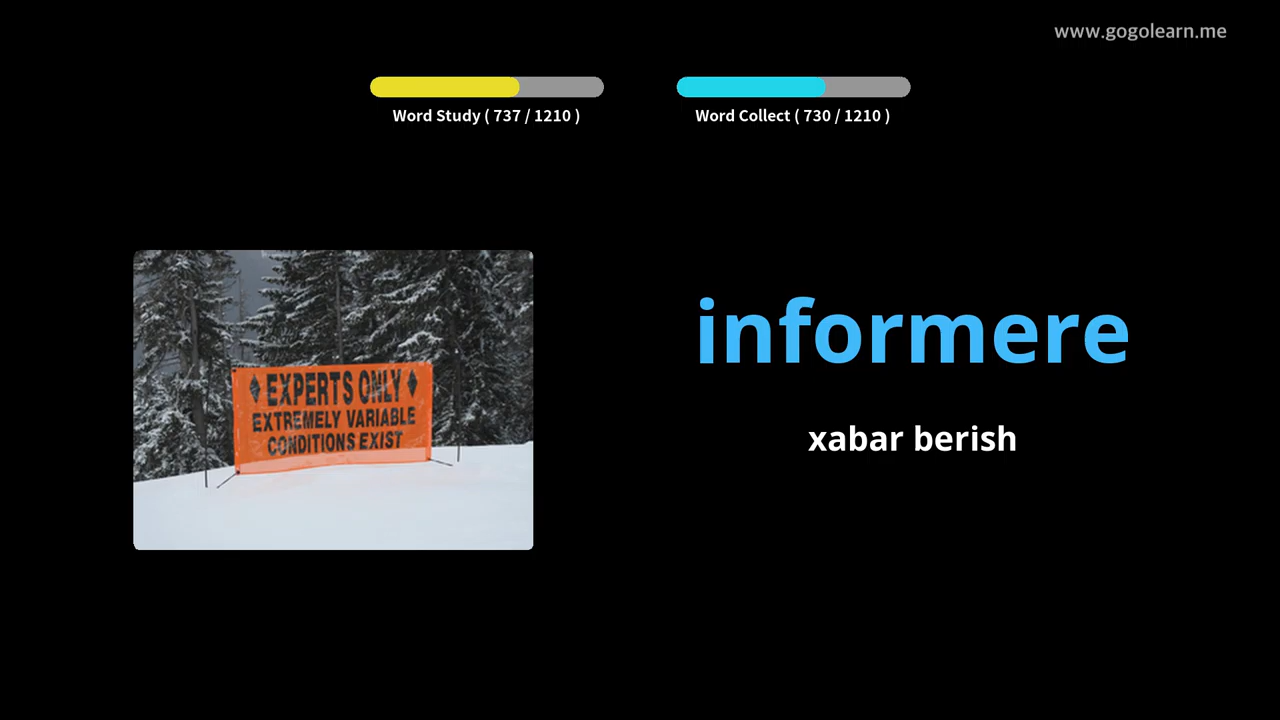 www.gogolearn.me
Word Study ( 737 / 1210 )
Word Collect ( 730 / 1210 )
EXPERTS ONLY
EXTREMELY VARIABLE
CONDITIONS EXIST
informere
xabar berish